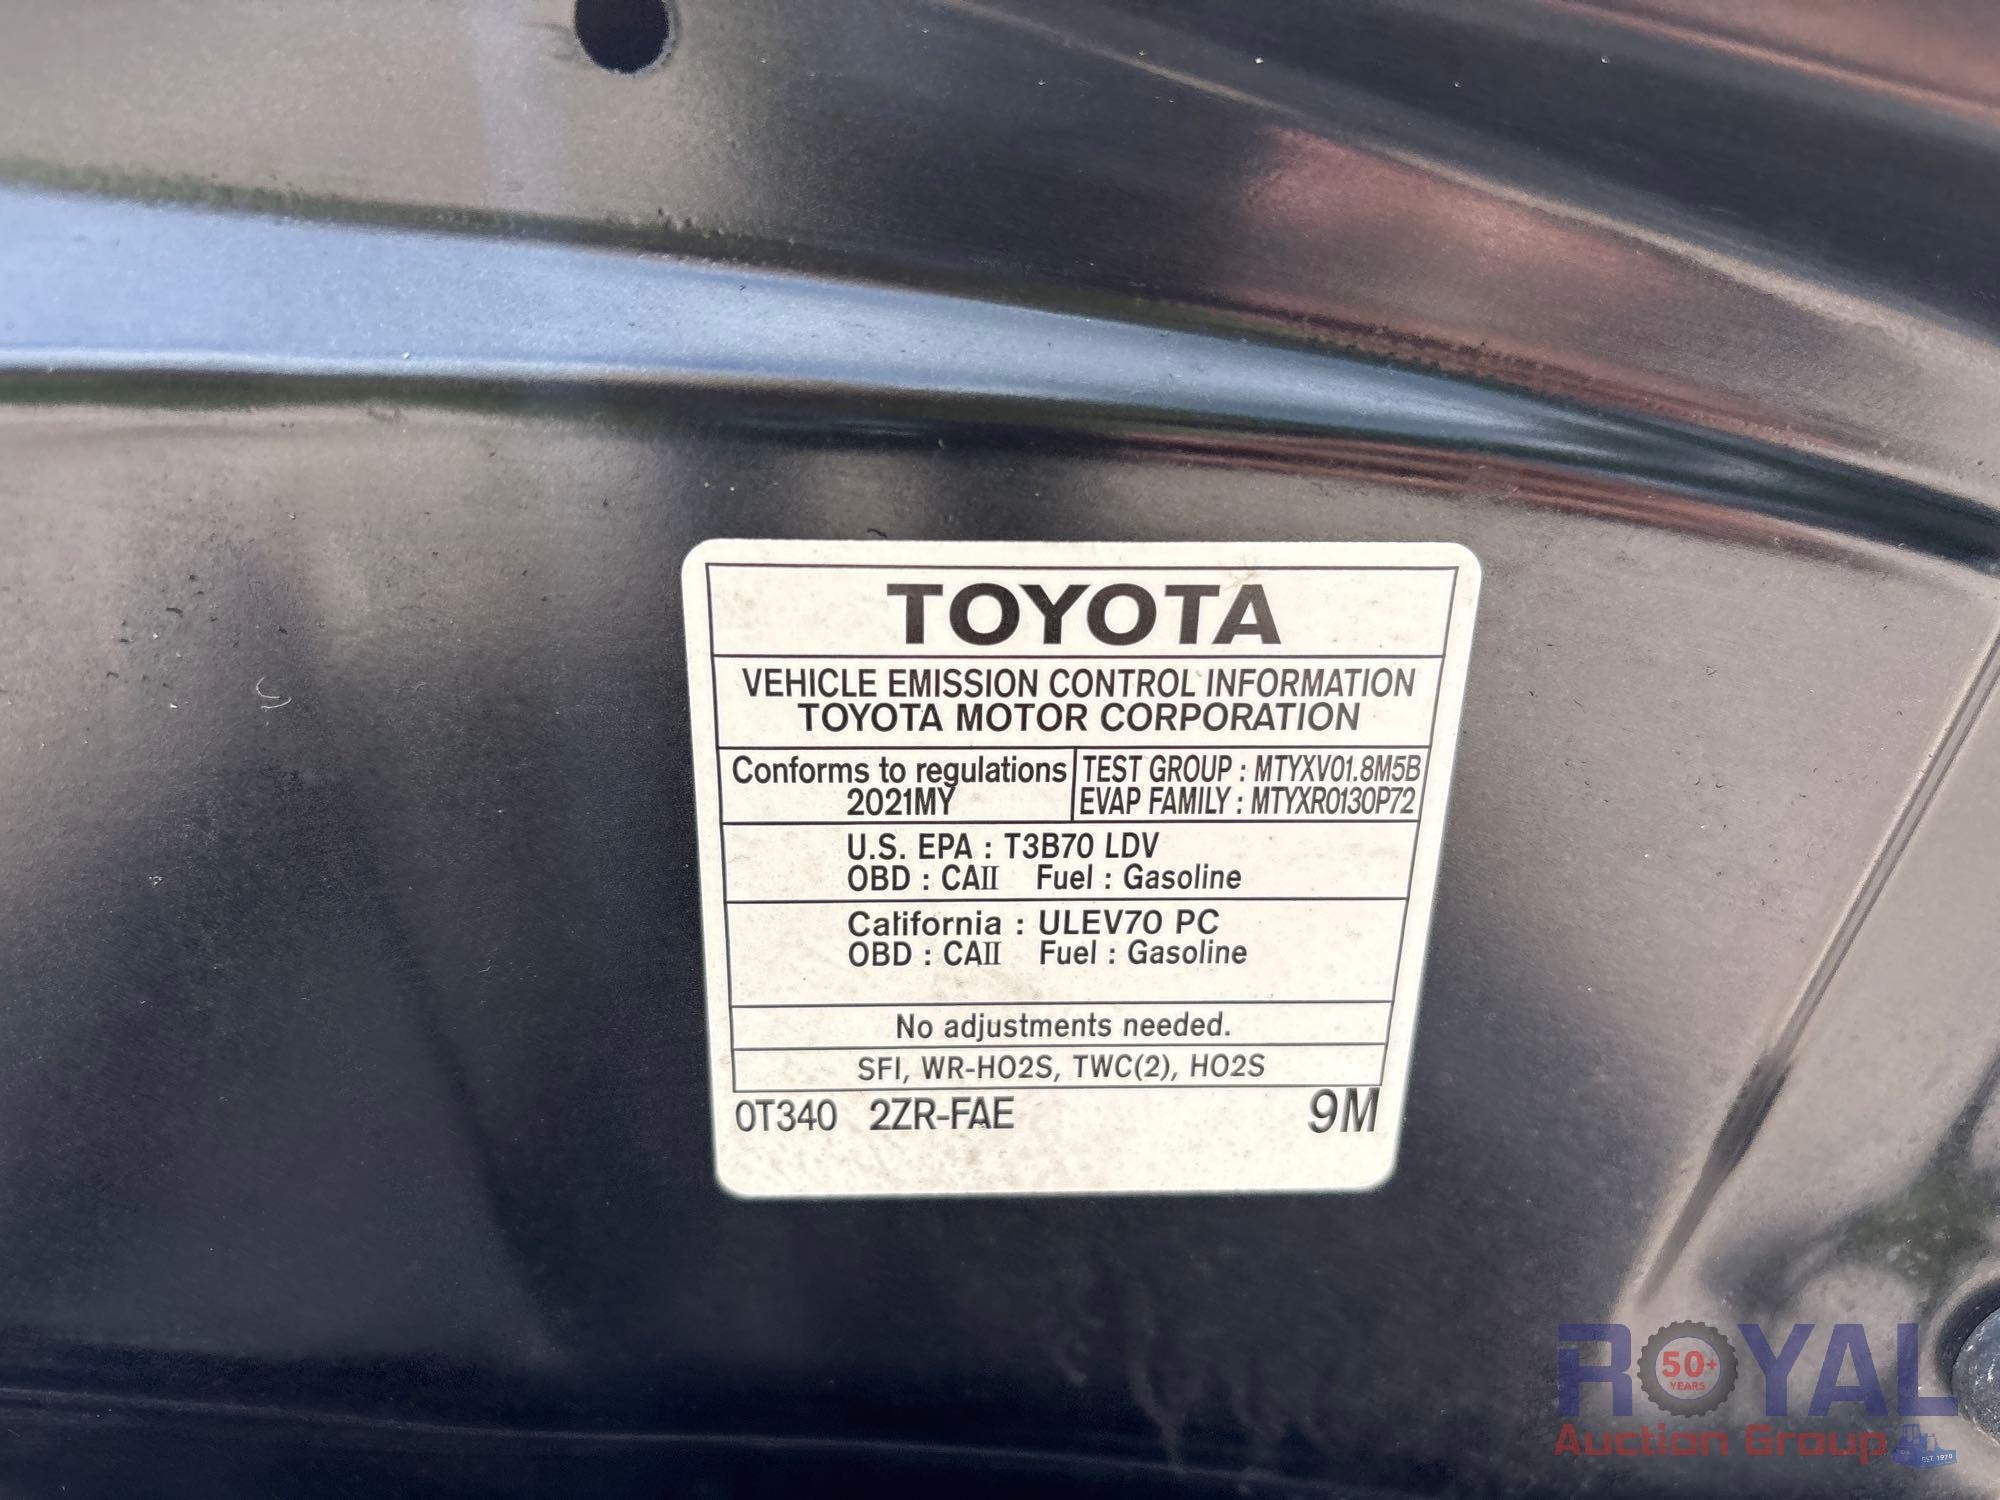 TOYOTA
VEHICLE EMISSION CONTROL INFORMATION
TOYOTA MOTOR CORPORATION
Conforms to regulations
2021MY
TEST GROUP : MTYXV01.8M5B
EVAP FAMILY : MTYXR0130P72
U.S. EPA : T3B70 LDV
OBD : CAII Fuel : Gasoline
California : ULEV70 PC
OBD : CAII Fuel : Gasoline
No adjustments needed.
SFI, WR-HO2S, TWC(2), HO2S
0T340 2ZR-FAE 9M
ROYAL
50+
YEARS
Auction Group
EST. 1970